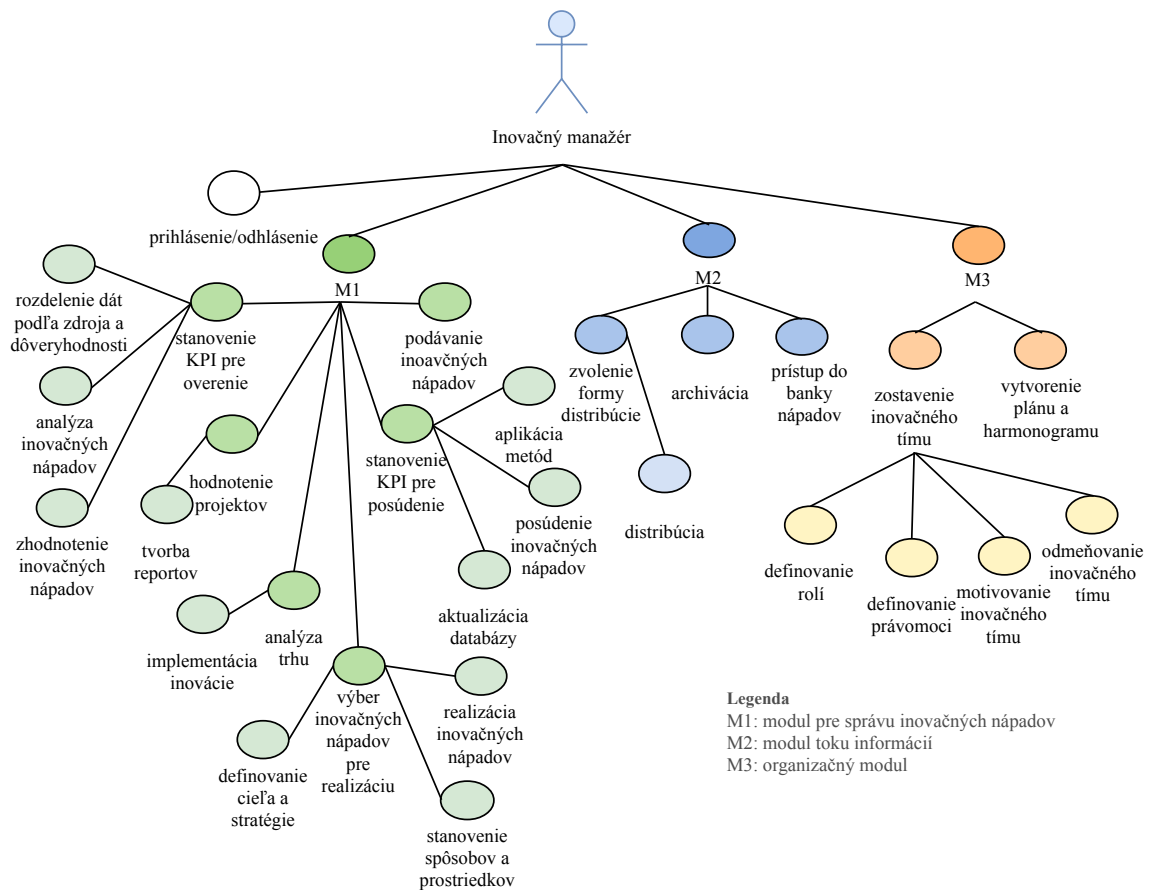 Inovačný manažér
prihlásenie/odhlásenie
M1
M2
M3
rozdelenie dát
podľa zdroja a
dôveryhodnosti
stanovenie
KPI pre
overenie
podávanie
inoavčných
nápadov
analýza
inovačných
nápadov
hodnotenie
projektov
stanovenie
KPI pre
posúdenie
aplikácia
metód
zhodnotenie
inovačných
nápadov
tvorba
reportov
posúdenie
inovačných
nápadov
aktualizácia
databázy
implementácia
inovácie
analýza
trhu
výber
inovačných
nápadov
pre
realizáciu
realizácia
inovačných
nápadov
definovanie
cieľa a
stratégie
stanovenie
spôsobov a
prostriedkov
zvolenie
formy
distribúcie
archivácia
prístup do
banky
nápadov
distribúcia
zostavenie
inovačného
tímu
vytvorenie
plánu a
harmonogramu
definovanie
rolí
definovanie
právomoci
motivovanie
inovačného
tímu
odmeňovanie
inovačného
tímu
Legenda
M1: modul pre správu inovačných nápadov
M2: modul toku informácií
M3: organizačný modul